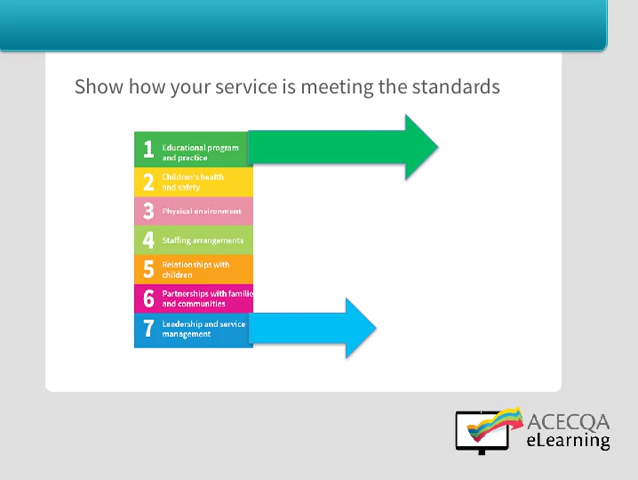 Show how your service is meeting the standards
1 Educational program
and practice
2 Children's health
and safety
3 Physical environment
4 Staffing arrangements
5 Relationships with
children
6 Partnerships with familie
and communities
7 Leadership and service
management
ACECQA
eLearning